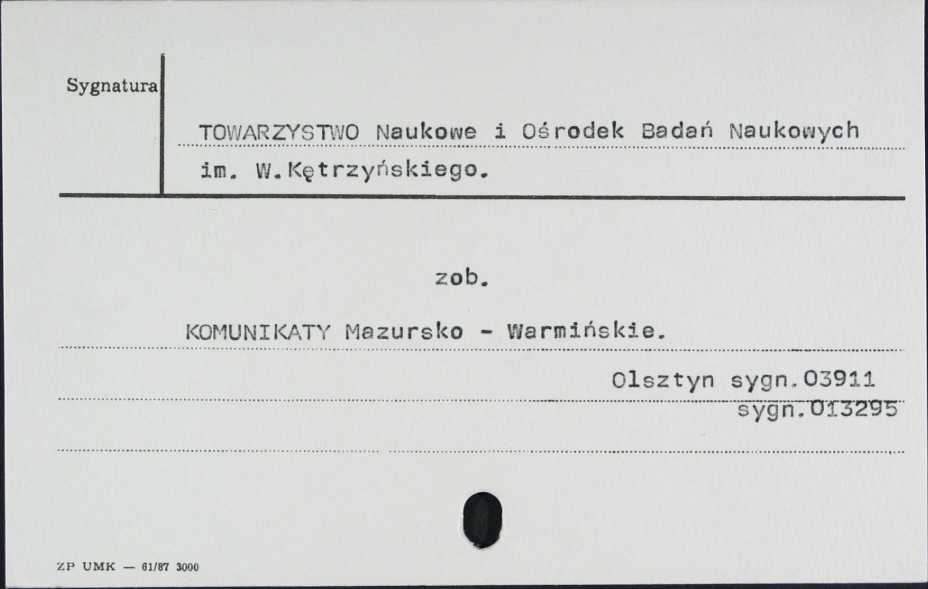 Sygnatura
TOWARZYSTWO Naukowe i Ośrodek Badań Naukowych
im. W.Kętrzyńskiego.
zob.
KOMUNIKATY Mazursko - Warmińskie.
Olsztyn sygn.03911
sygn.013295
ZP UMK — 61/87 3000